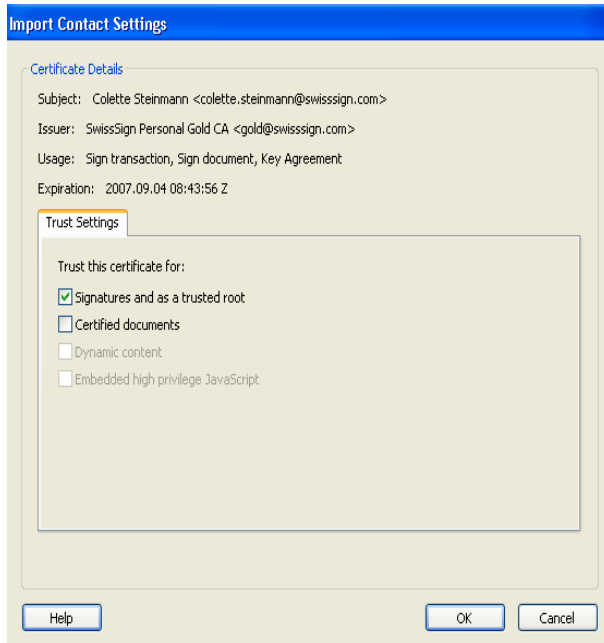 Import Contact Settings
Certificate Details
Subject: Colette Steinmann <colette.steinmann@swisssign.com>
Issuer: SwissSign Personal Gold CA <gold@swisssign.com>
Usage: Sign transaction, Sign document, Key Agreement
Expiration: 2007.09.04 08:43:56 Z
Trust Settings
Trust this certificate for:
Signatures and as a trusted root
Certified documents
Dynamic content
Embedded high privilege JavaScript
Help OK Cancel